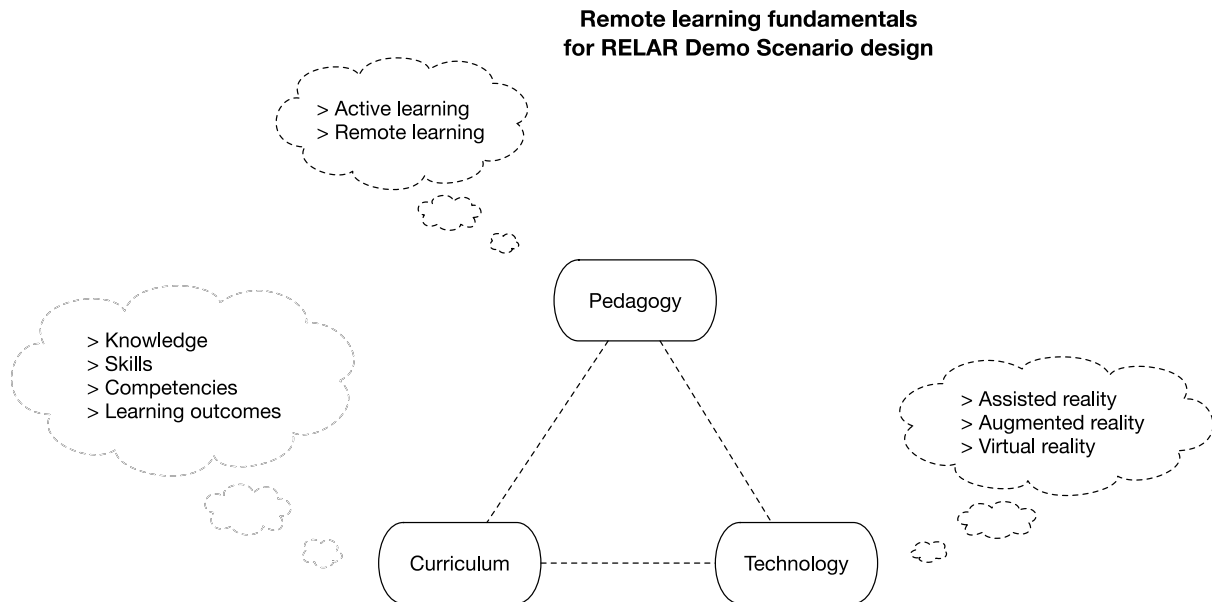 Remote learning fundamentals
for RELAR Demo Scenario design
> Active learning
> Remote learning
Pedagogy
> Knowledge
> Skills
> Competencies
> Learning outcomes
> Assisted reality
> Augmented reality
> Virtual reality
Curriculum
Technology